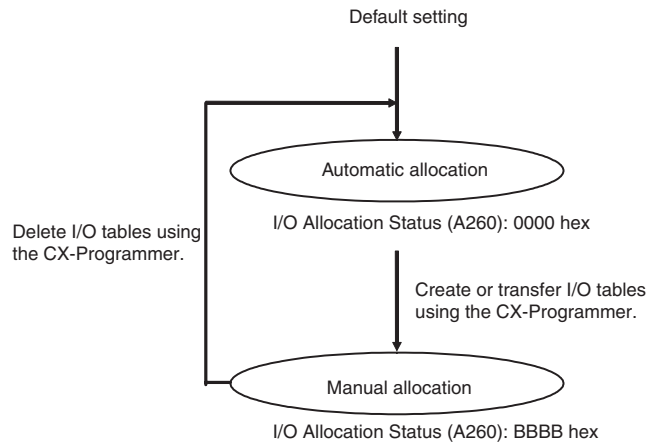 Default setting
Automatic allocation
I/O Allocation Status (A260): 0000 hex
Delete I/O tables using
the CX-Programmer.
Create or transfer I/O tables
using the CX-Programmer.
Manual allocation
I/O Allocation Status (A260): BBBB hex